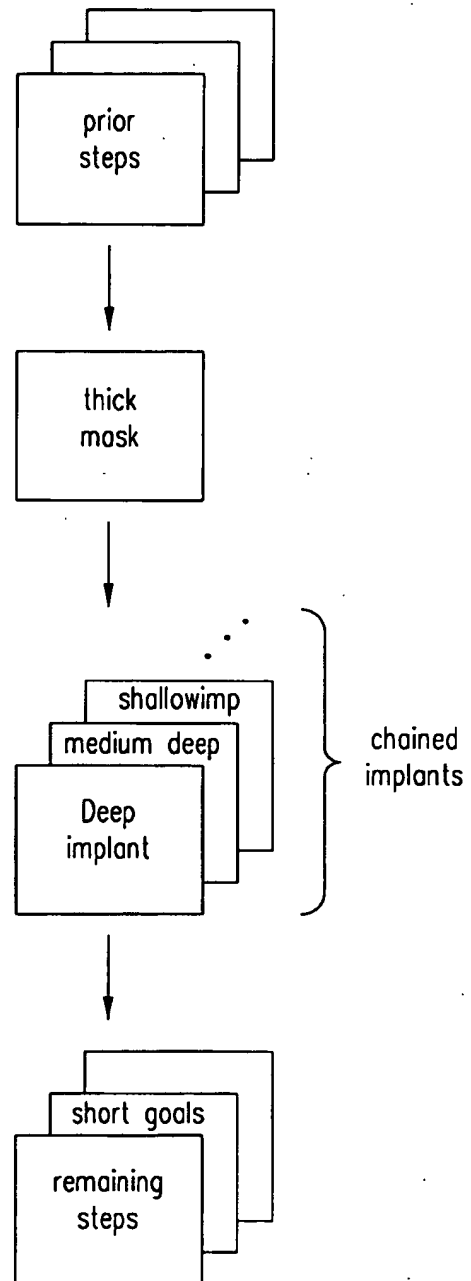 prior
steps
thick
mask
shallowimp
medium deep
Deep
implant
chained
implants
short goals
remaining
steps